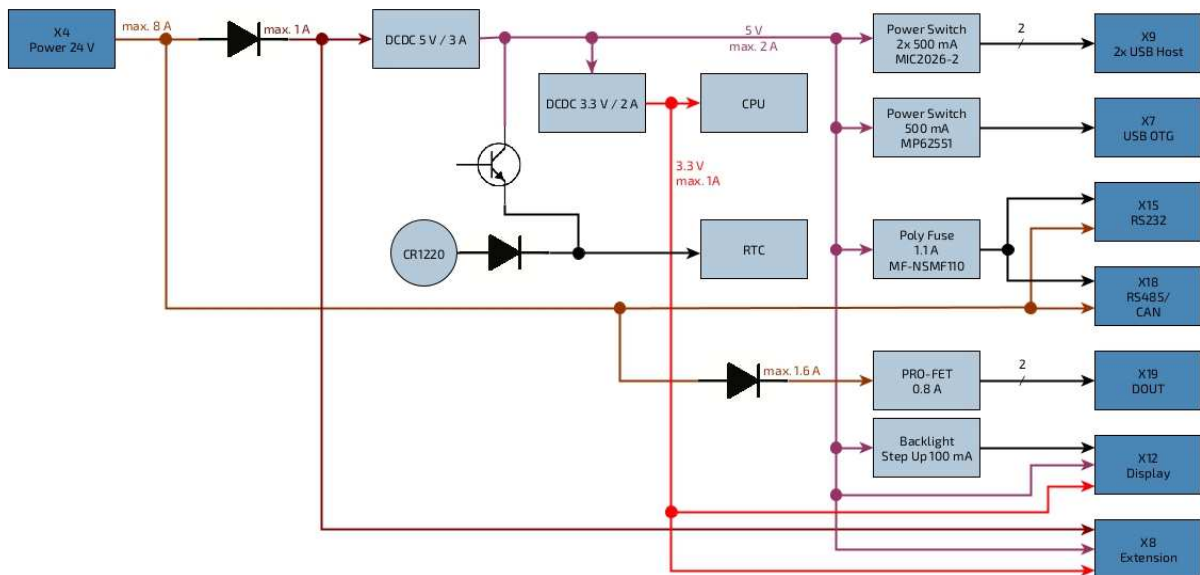 X4
Power 24 V
max. 8 A
max. 1 A
DCDC 5 V / 3 A
5 V
max. 2 A
Power Switch
2x 500 mA
MIC2026-2
2
X9
2x USB Host
DCDC 3.3 V / 2 A
CPU
Power Switch
500 mA
MP62551
X7
USB OTG
3.3 V
max. 1A
X15
RS232
CR1220
RTC
Poly Fuse
1.1 A
MF-NSMF110
X18
RS485/
CAN
max. 1.6 A
PRO-FET
0.8 A
2
X19
DOUT
Backlight
Step Up 100 mA
X12
Display
X8
Extension